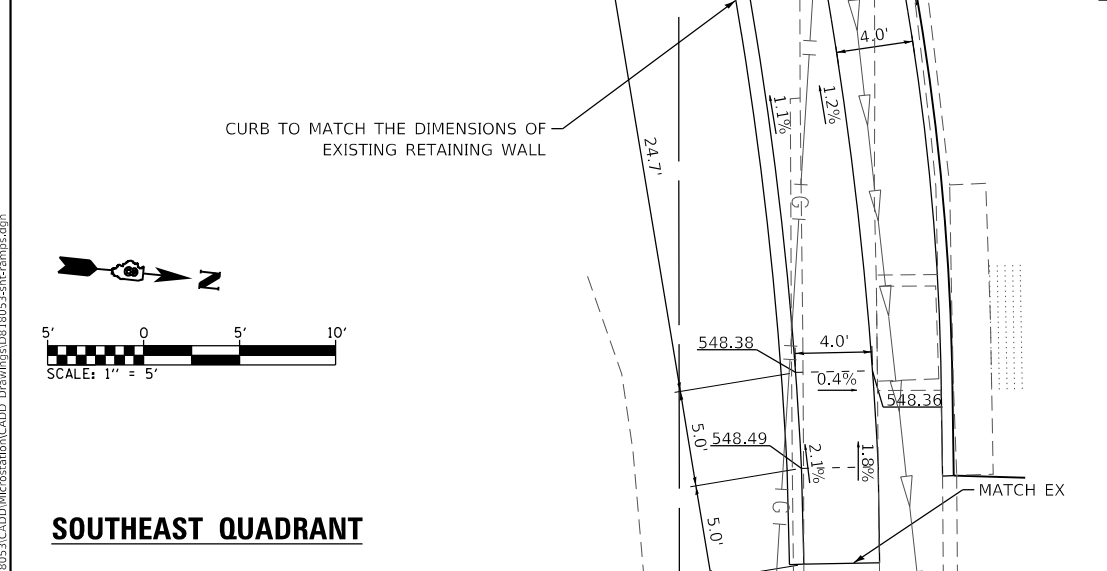 4.0'
1.1%
1.2%
CURB TO MATCH THE DIMENSIONS OF
EXISTING RETAINING WALL
24.7'
G
N
5' 0 5' 10'
SCALE: 1'' = 5'
548.38
4.0'
0.4%
548.36
5.0'
548.49
2.1%
1.8%
MATCH EX
G
5.0'
SOUTHEAST QUADRANT